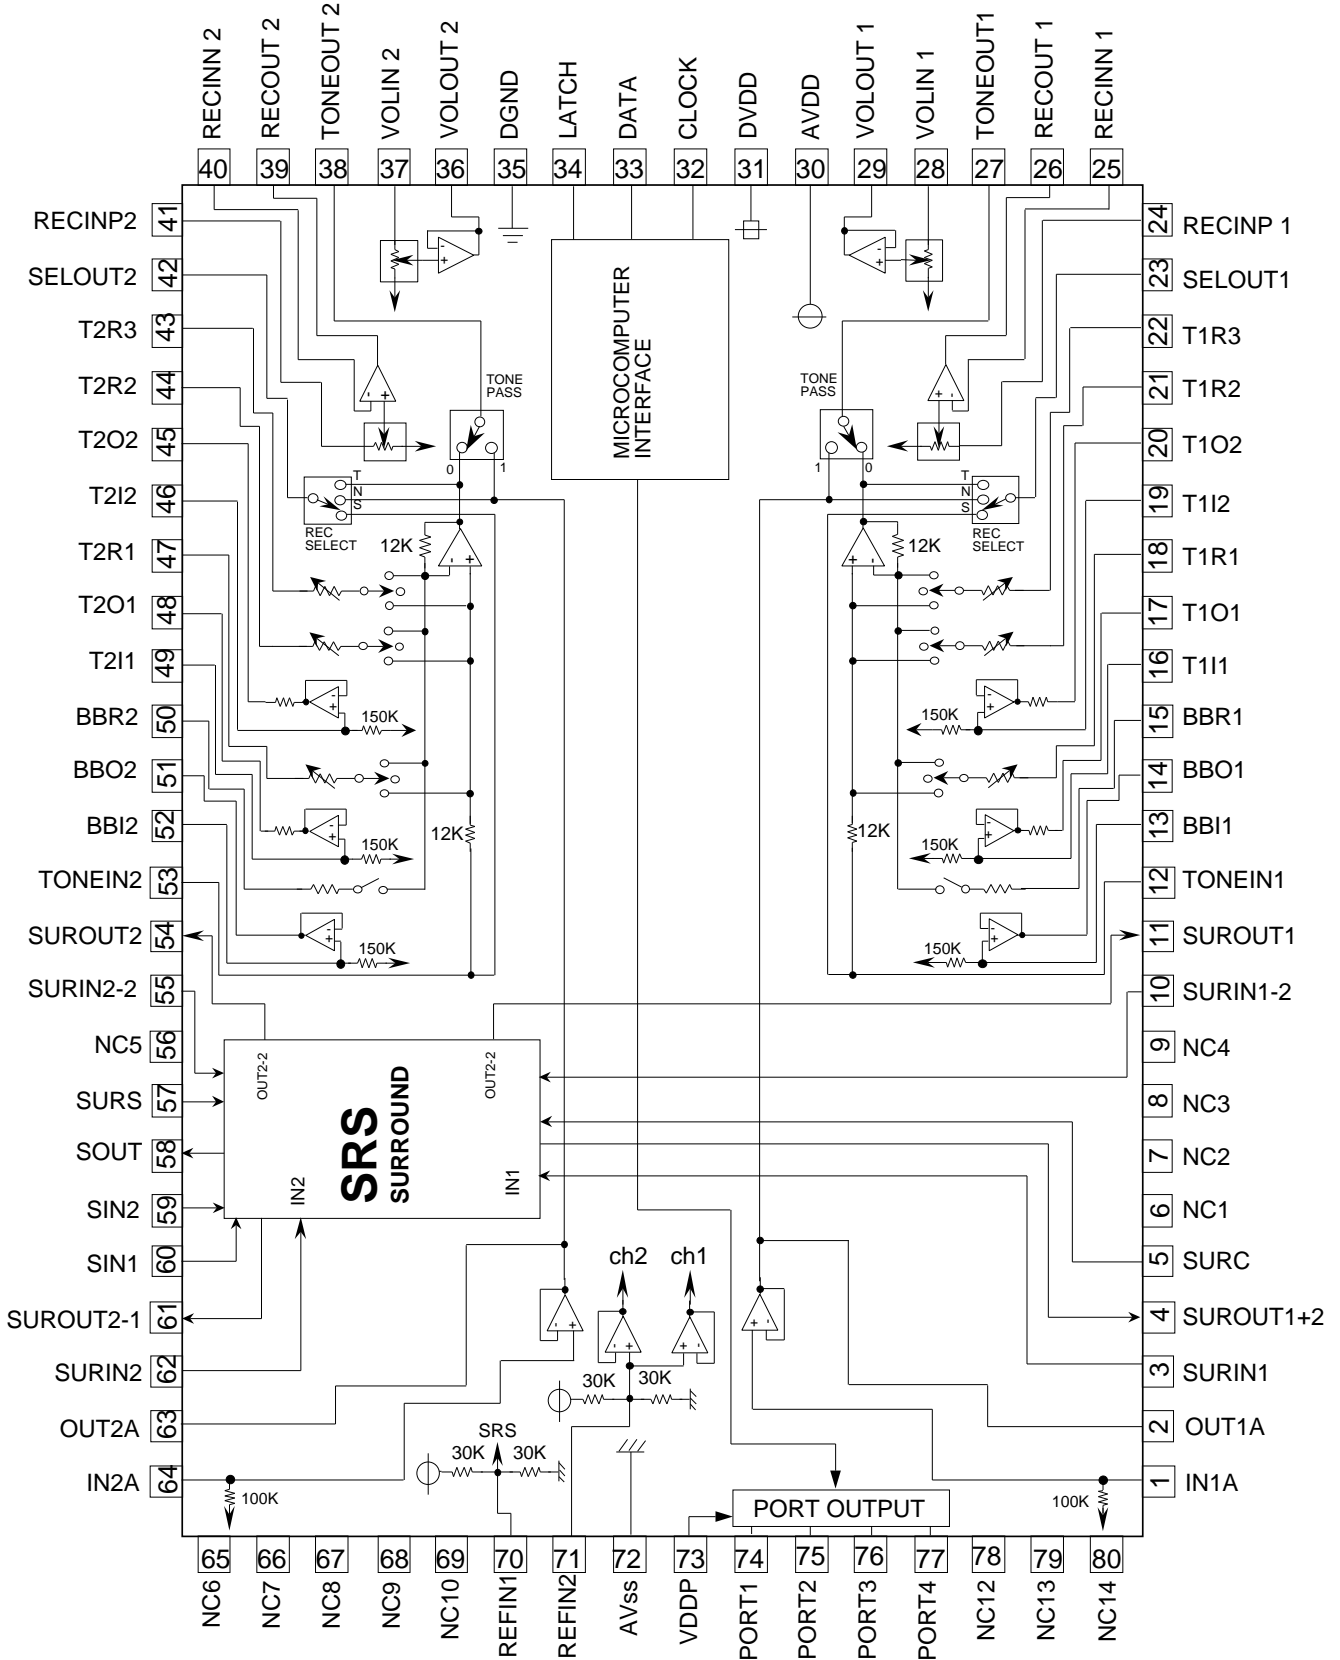 RECINN 2
RECOUT 2
TONEOUT 2
VOLIN 2
VOLOUT 2
DGND
LATCH
DATA
CLOCK
DVDD
AVDD
VOLOUT 1
VOLIN 1
TONEOUT1
RECOUT 1
RECINN 1
40
39
38
37
36
35
34
33
32
31
30
29
28
27
26
25
RECINP2
41
SELOUT2
42
T2R3
43
T2R2
44
T2O2
45
T2I2
46
T2R1
47
T2O1
48
T2I1
49
BBR2
50
BBO2
51
BBI2
52
TONEIN2
53
SUROUT2
54
SURIN2-2
55
NC5
56
SURS
57
SOUT
58
SIN2
59
SIN1
60
SUROUT2-1
61
SURIN2
62
OUT2A
63
IN2A
64
24
RECINP 1
23
SELOUT1
22
T1R3
21
T1R2
20
T1O2
19
T1I2
18
T1R1
17
T1O1
16
T1I1
15
BBR1
14
BBO1
13
BBI1
12
TONEIN1
11
SUROUT1
10
SURIN1-2
9
NC4
8
NC3
7
NC2
6
NC1
5
SURC
4
SUROUT1+2
3
SURIN1
2
OUT1A
1
IN1A
MICROCOMPUTER
INTERFACE
TONE
PASS
0
1
T
N
S
REC
SELECT
12K
150K
150K
12K
150K
TONE
PASS
1
0
T
N
S
REC
SELECT
12K
150K
150K
12K
150K
OUT2-2
OUT2-2
SRS
SURROUND
IN2
IN1
ch2
ch1
30K
30K
SRS
30K
30K
100K
100K
PORT OUTPUT
-
+
-
+
-
+
-
+
-
+
-
+
-
+
-
+
-
+
-
+
-
+
-
+
-
+
-
+
-
+
-
+
65
66
67
68
69
70
71
72
73
74
75
76
77
78
79
80
NC6
NC7
NC8
NC9
NC10
REFIN1
REFIN2
AVss
VDDP
PORT1
PORT2
PORT3
PORT4
NC12
NC13
NC14